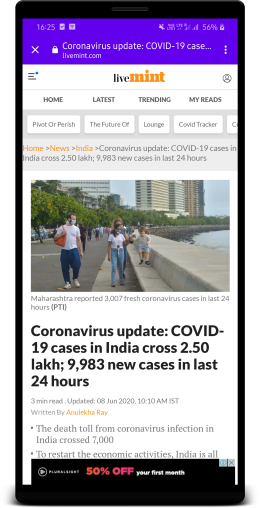 16:25 56%
Coronavirus update: COVID-19 case...
livemint.com
livemint
HOME LATEST TRENDING MY READS
Pivot Or Perish The Future Of Lounge Covid Tracker C
Home >News >India >Coronavirus update: COVID-19 cases in
India cross 2.50 lakh; 9,983 new cases in last 24 hours
Maharashtra reported 3,007 fresh coronavirus cases in last 24
hours (PTI)
Coronavirus update: COVID-
19 cases in India cross 2.50
lakh; 9,983 new cases in last
24 hours
3 min read . Updated: 08 Jun 2020, 10:10 AM IST
Written By Anulekha Ray
• The death toll from coronavirus infection in
India crossed 7,000
• To restart the economic activities, India is all
PLURALSIGHT 50% OFF your first month